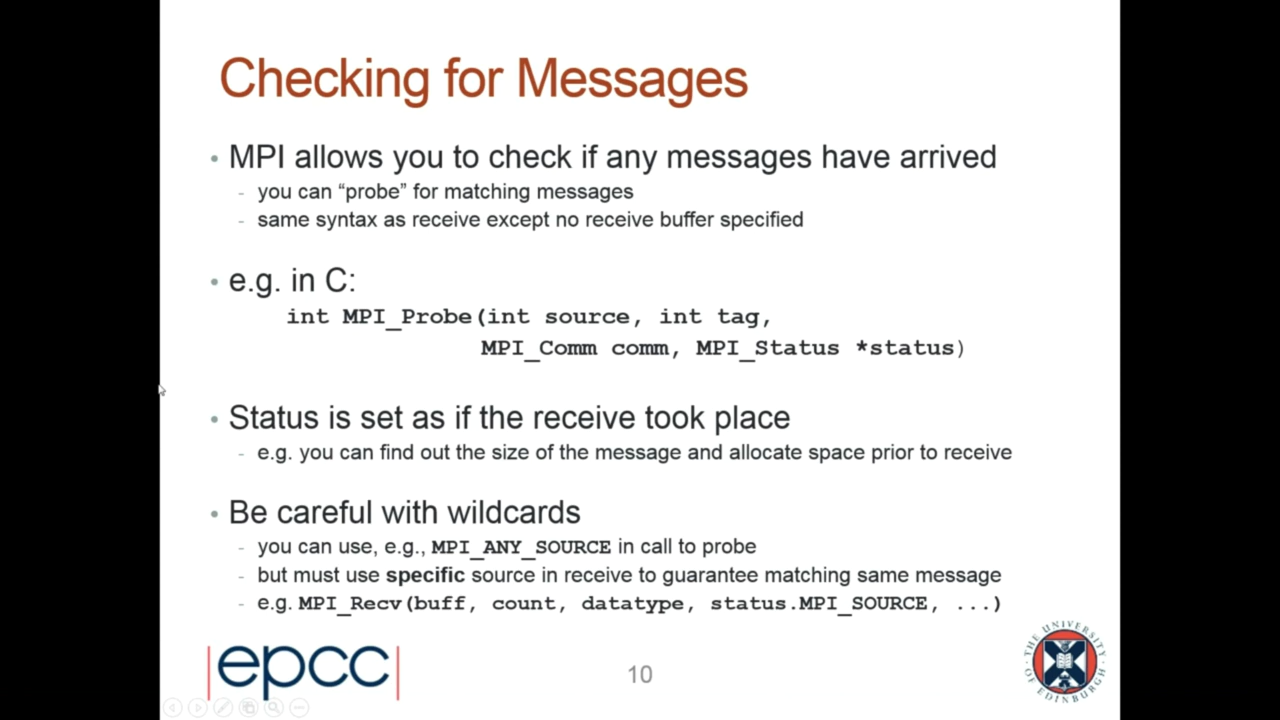 Checking for Messages
• MPI allows you to check if any messages have arrived
- you can “probe” for matching messages
- same syntax as receive except no receive buffer specified
• e.g. in C:
int MPI_Probe(int source, int tag,
MPI_Comm comm, MPI_Status *status)
• Status is set as if the receive took place
- e.g. you can find out the size of the message and allocate space prior to receive
• Be careful with wildcards
- you can use, e.g., MPI_ANY_SOURCE in call to probe
- but must use specific source in receive to guarantee matching same message
- e.g. MPI_Recv(buff, count, datatype, status.MPI_SOURCE, ...)
epcc
10
THE UNIVERSITY OF EDINBURGH